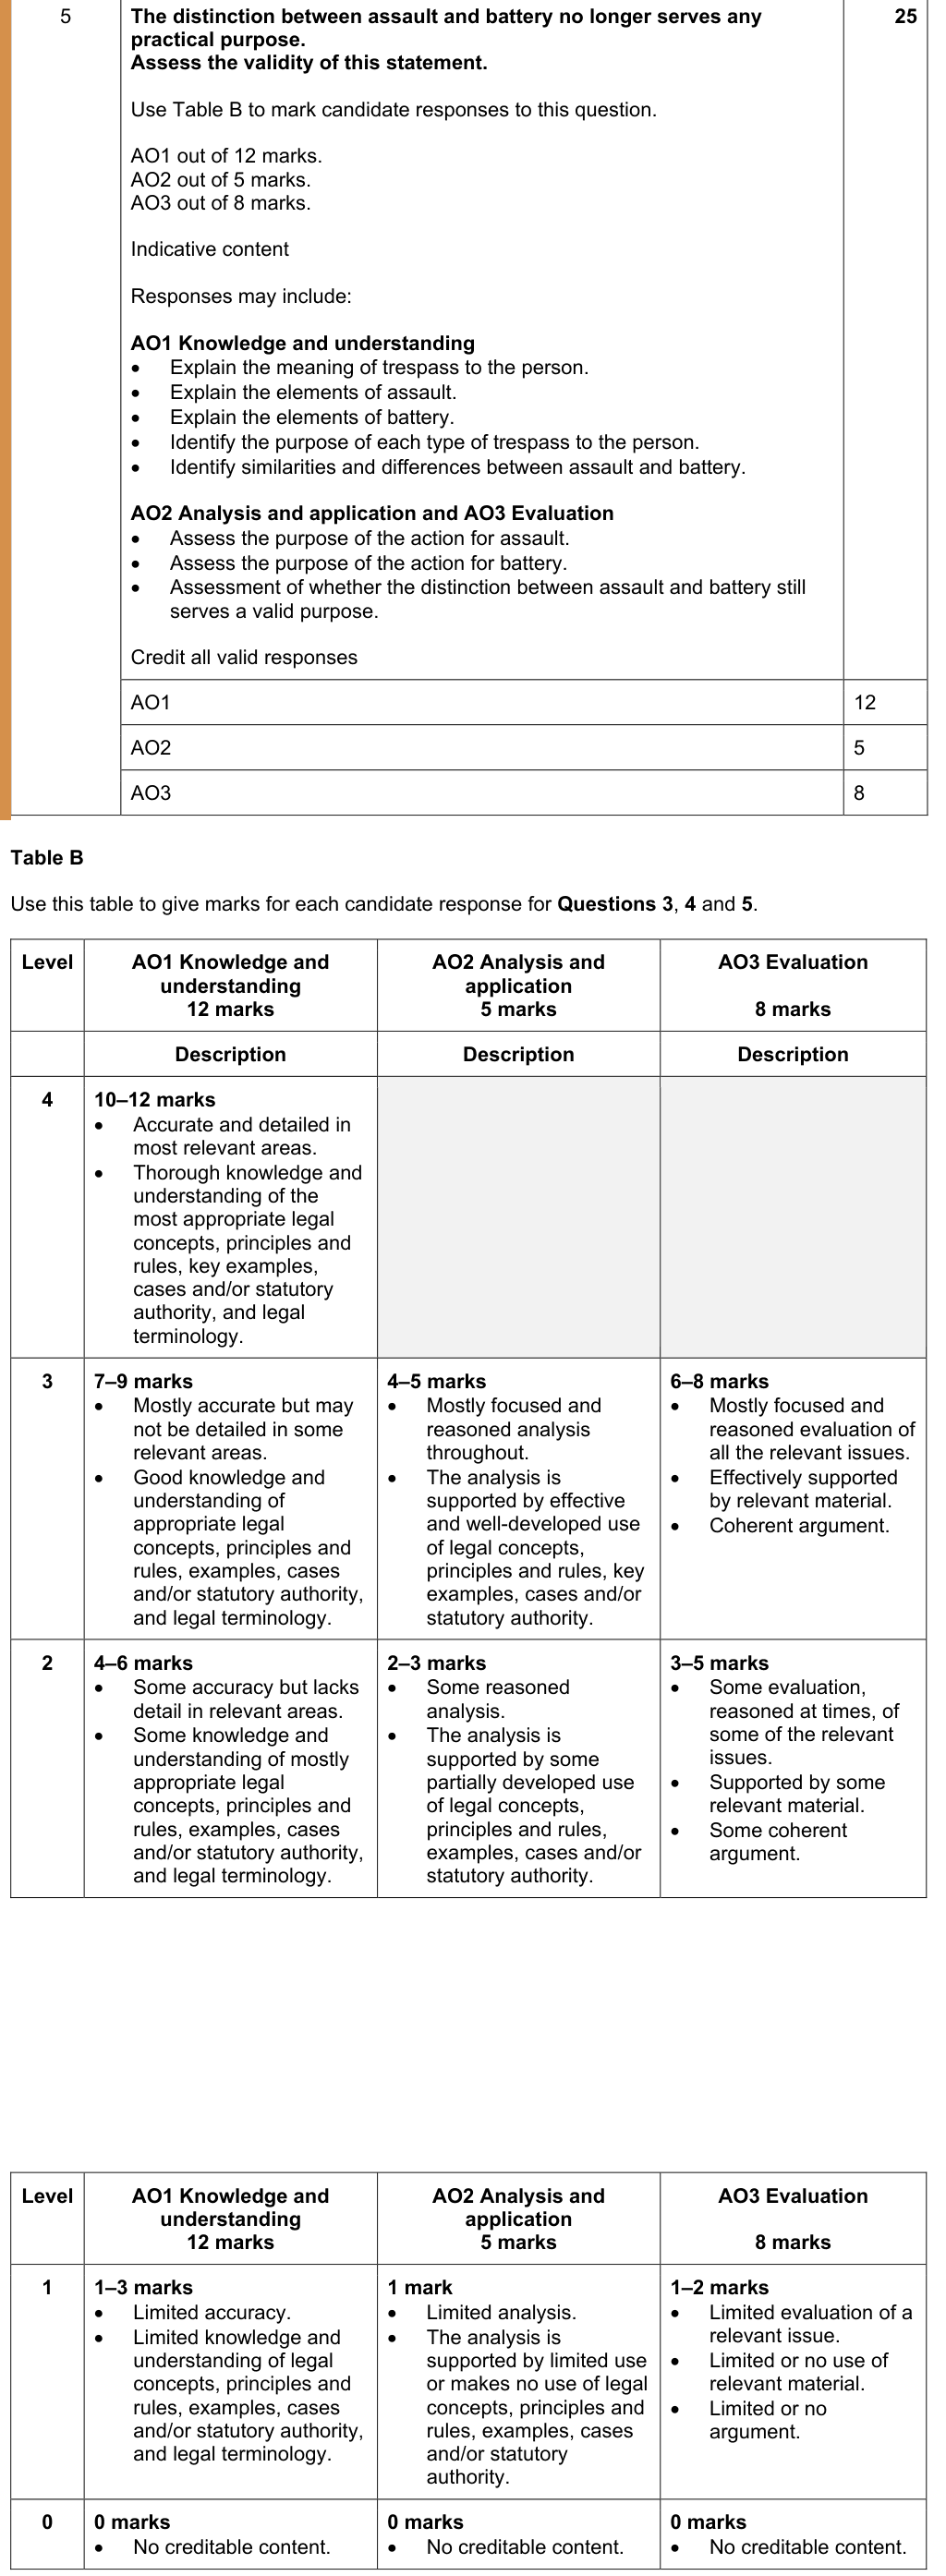 5
The distinction between assault and battery no longer serves any
practical purpose.
Assess the validity of this statement.
25
Use Table B to mark candidate responses to this question.
AO1 out of 12 marks.
AO2 out of 5 marks.
AO3 out of 8 marks.
Indicative content
Responses may include:
AO1 Knowledge and understanding
• Explain the meaning of trespass to the person.
• Explain the elements of assault.
• Explain the elements of battery.
• Identify the purpose of each type of trespass to the person.
• Identify similarities and differences between assault and battery.
AO2 Analysis and application and AO3 Evaluation
• Assess the purpose of the action for assault.
• Assess the purpose of the action for battery.
• Assessment of whether the distinction between assault and battery still
serves a valid purpose.
Credit all valid responses
AO1 12
AO2 5
AO3 8
Table B
Use this table to give marks for each candidate response for Questions 3, 4 and 5.
Level
AO1 Knowledge and
understanding
12 marks
AO2 Analysis and
application
5 marks
AO3 Evaluation
8 marks
Description
Description
Description
4
10–12 marks
• Accurate and detailed in
most relevant areas.
• Thorough knowledge and
understanding of the
most appropriate legal
concepts, principles and
rules, key examples,
cases and/or statutory
authority, and legal
terminology.
3
7–9 marks
• Mostly accurate but may
not be detailed in some
relevant areas.
• Good knowledge and
understanding of
appropriate legal
concepts, principles and
rules, examples, cases
and/or statutory authority,
and legal terminology.
4–5 marks
• Mostly focused and
reasoned analysis
throughout.
• The analysis is
supported by effective
and well-developed use
of legal concepts,
principles and rules, key
examples, cases and/or
statutory authority.
6–8 marks
• Mostly focused and
reasoned evaluation of
all the relevant issues.
• Effectively supported
by relevant material.
• Coherent argument.
2
4–6 marks
• Some accuracy but lacks
detail in relevant areas.
• Some knowledge and
understanding of mostly
appropriate legal
concepts, principles and
rules, examples, cases
and/or statutory authority,
and legal terminology.
2–3 marks
• Some reasoned
analysis.
• The analysis is
supported by some
partially developed use
of legal concepts,
principles and rules,
examples, cases and/or
statutory authority.
3–5 marks
• Some evaluation,
reasoned at times, of
some of the relevant
issues.
• Supported by some
relevant material.
• Some coherent
argument.
Level
AO1 Knowledge and
understanding
12 marks
AO2 Analysis and
application
5 marks
AO3 Evaluation
8 marks
1
1–3 marks
• Limited accuracy.
• Limited knowledge and
understanding of legal
concepts, principles and
rules, examples, cases
and/or statutory authority,
and legal terminology.
1 mark
• Limited analysis.
• The analysis is
supported by limited use
or makes no use of legal
concepts, principles and
rules, examples, cases
and/or statutory
authority.
1–2 marks
• Limited evaluation of a
relevant issue.
• Limited or no use of
relevant material.
• Limited or no
argument.
0
0 marks
• No creditable content.
0 marks
• No creditable content.
0 marks
• No creditable content.